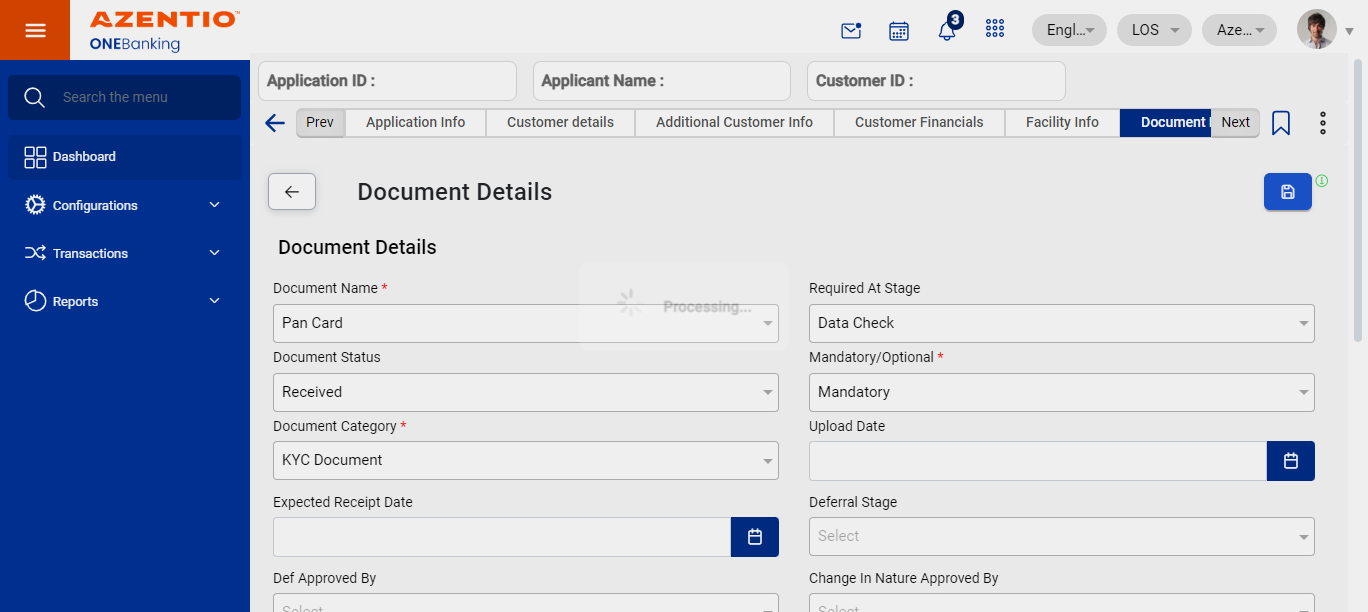 AZENTIO™
ONEBanking
3
Engl...
LOS
Aze...
Search the menu
Dashboard
Configurations
Transactions
Reports
Application ID :
Applicant Name :
Customer ID :
Prev
Application Info
Customer details
Additional Customer Info
Customer Financials
Facility Info
Document
Next
Document Details
Document Details
Processing...
Document Name *
Required At Stage
Pan Card
Data Check
Document Status
Mandatory/Optional *
Received
Mandatory
Document Category *
Upload Date
KYC Document
Expected Receipt Date
Deferral Stage
Select
Def Approved By
Change In Nature Approved By
Select
Select